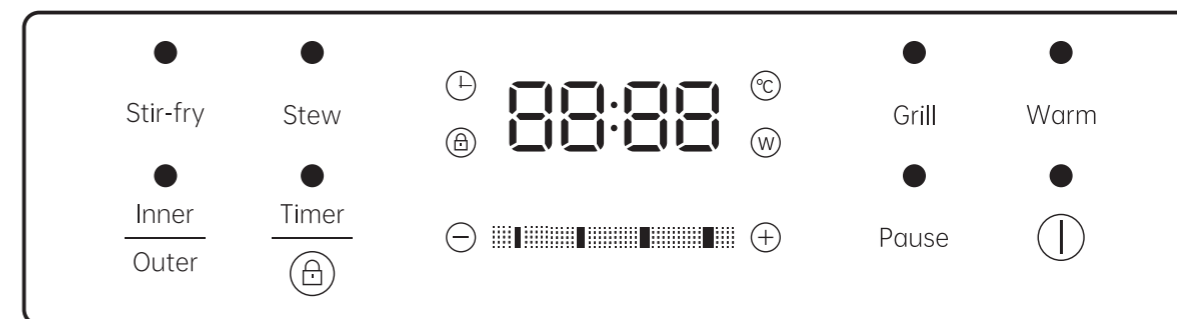 Stir-fry
Stew
88:88
℃
W
Grill
Warm
Inner
Outer
Timer
Pause